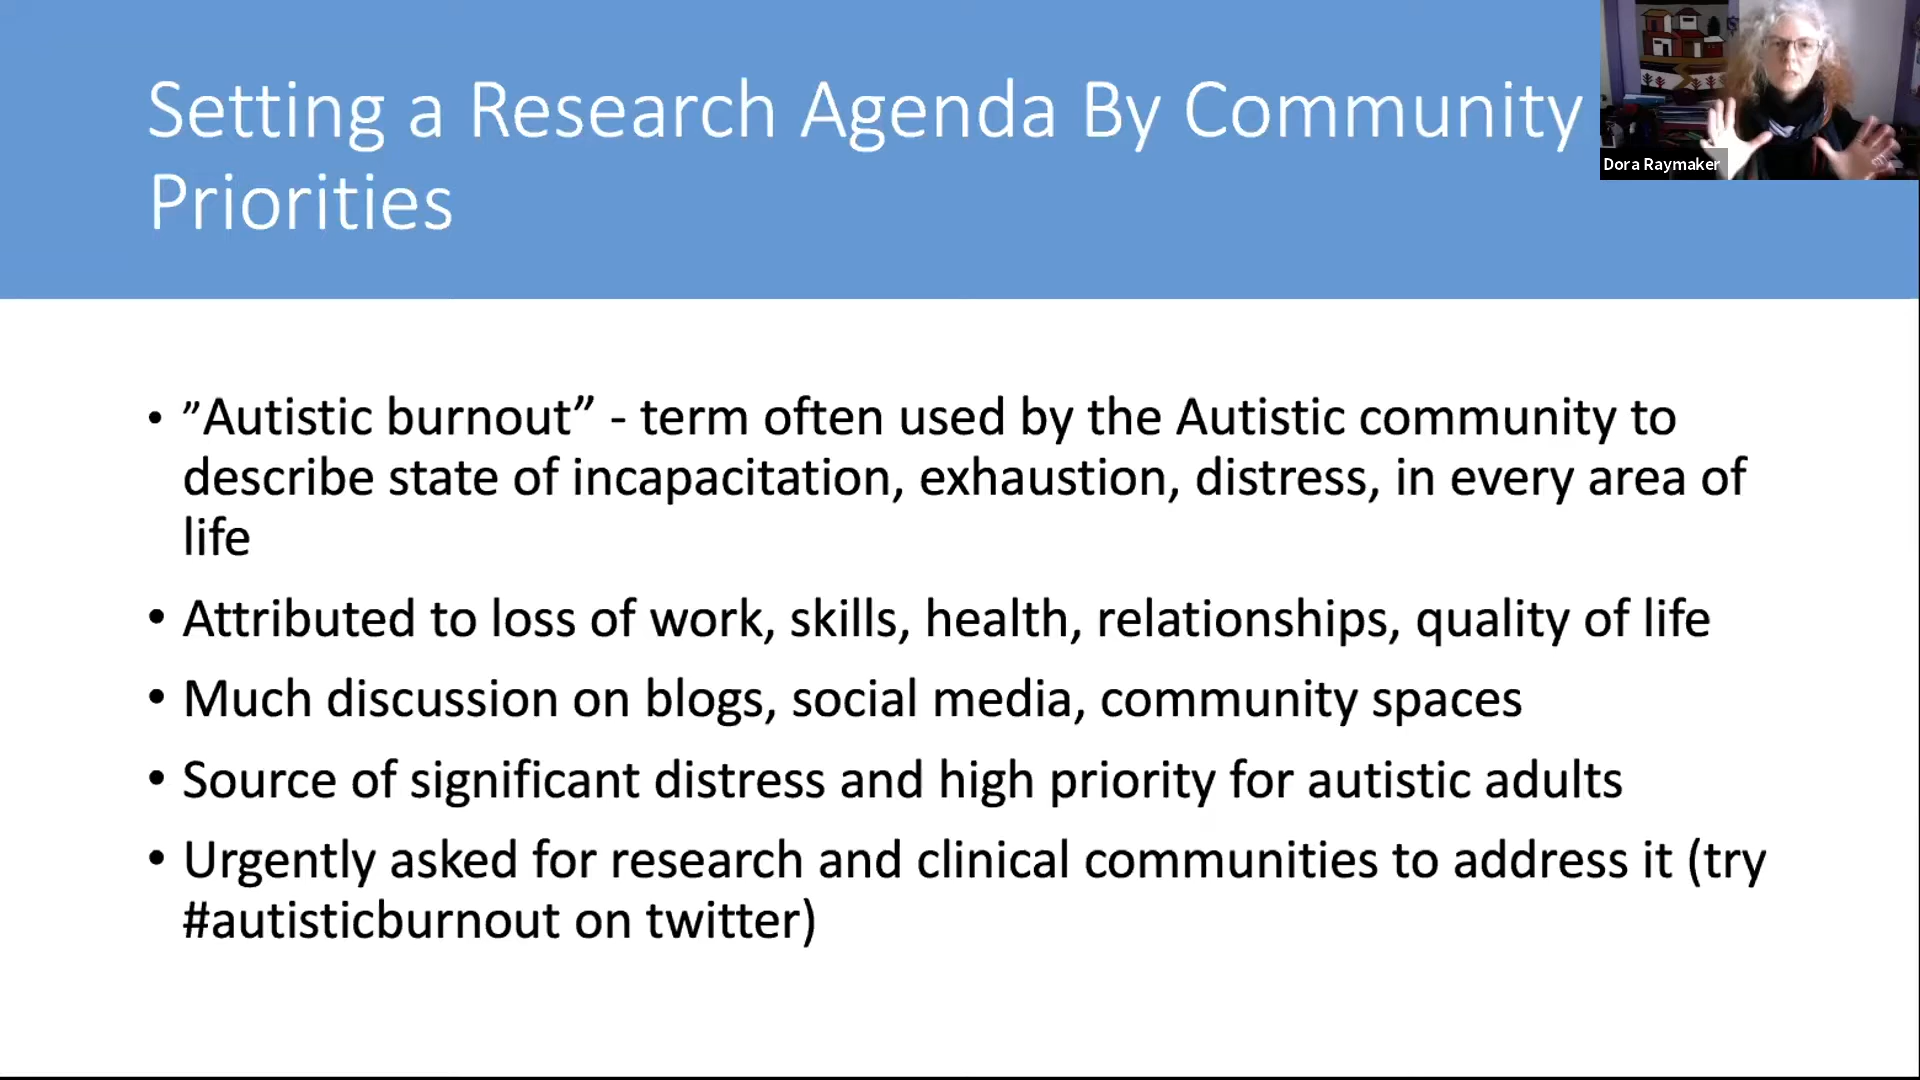 Setting a Research Agenda By Community
Priorities
Dora Raymaker
• ”Autistic burnout” - term often used by the Autistic community to
describe state of incapacitation, exhaustion, distress, in every area of
life
• Attributed to loss of work, skills, health, relationships, quality of life
• Much discussion on blogs, social media, community spaces
• Source of significant distress and high priority for autistic adults
• Urgently asked for research and clinical communities to address it (try
#autisticburnout on twitter)